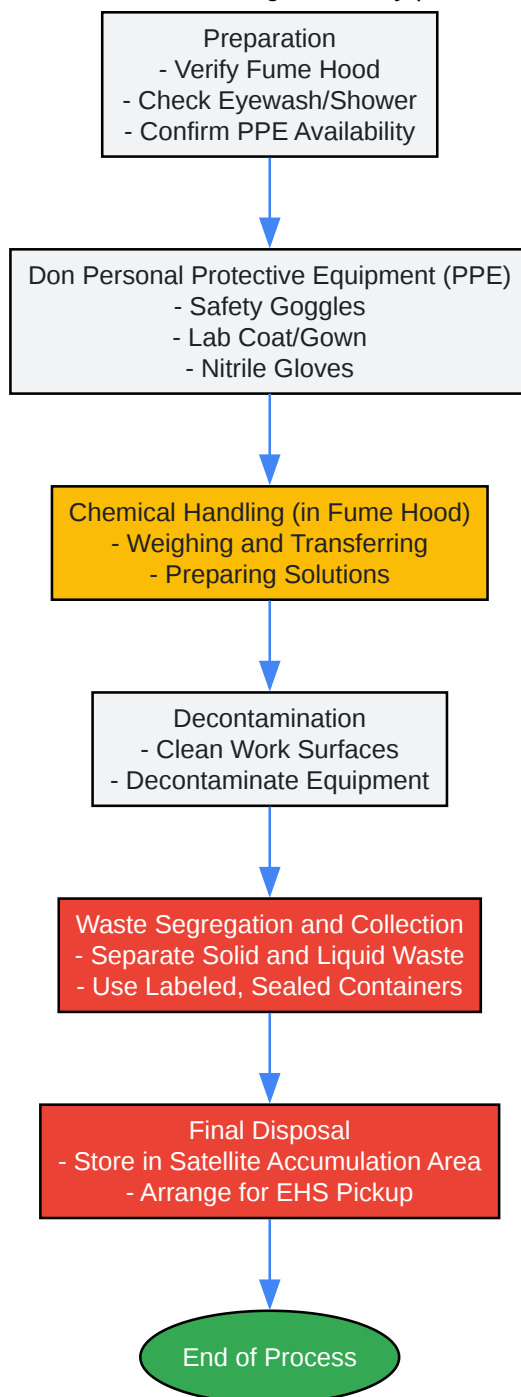 Preparation
- Verify Fume Hood
- Check Eyewash/Shower
- Confirm PPE Availability
Don Personal Protective Equipment (PPE)
- Safety Goggles
- Lab Coat/Gown
- Nitrile Gloves
Chemical Handling (in Fume Hood)
- Weighing and Transferring
- Preparing Solutions
Decontamination
- Clean Work Surfaces
- Decontaminate Equipment
Waste Segregation and Collection
- Separate Solid and Liquid Waste
- Use Labeled, Sealed Containers
Final Disposal
- Store in Satellite Accumulation Area
- Arrange for EHS Pickup
End of Process